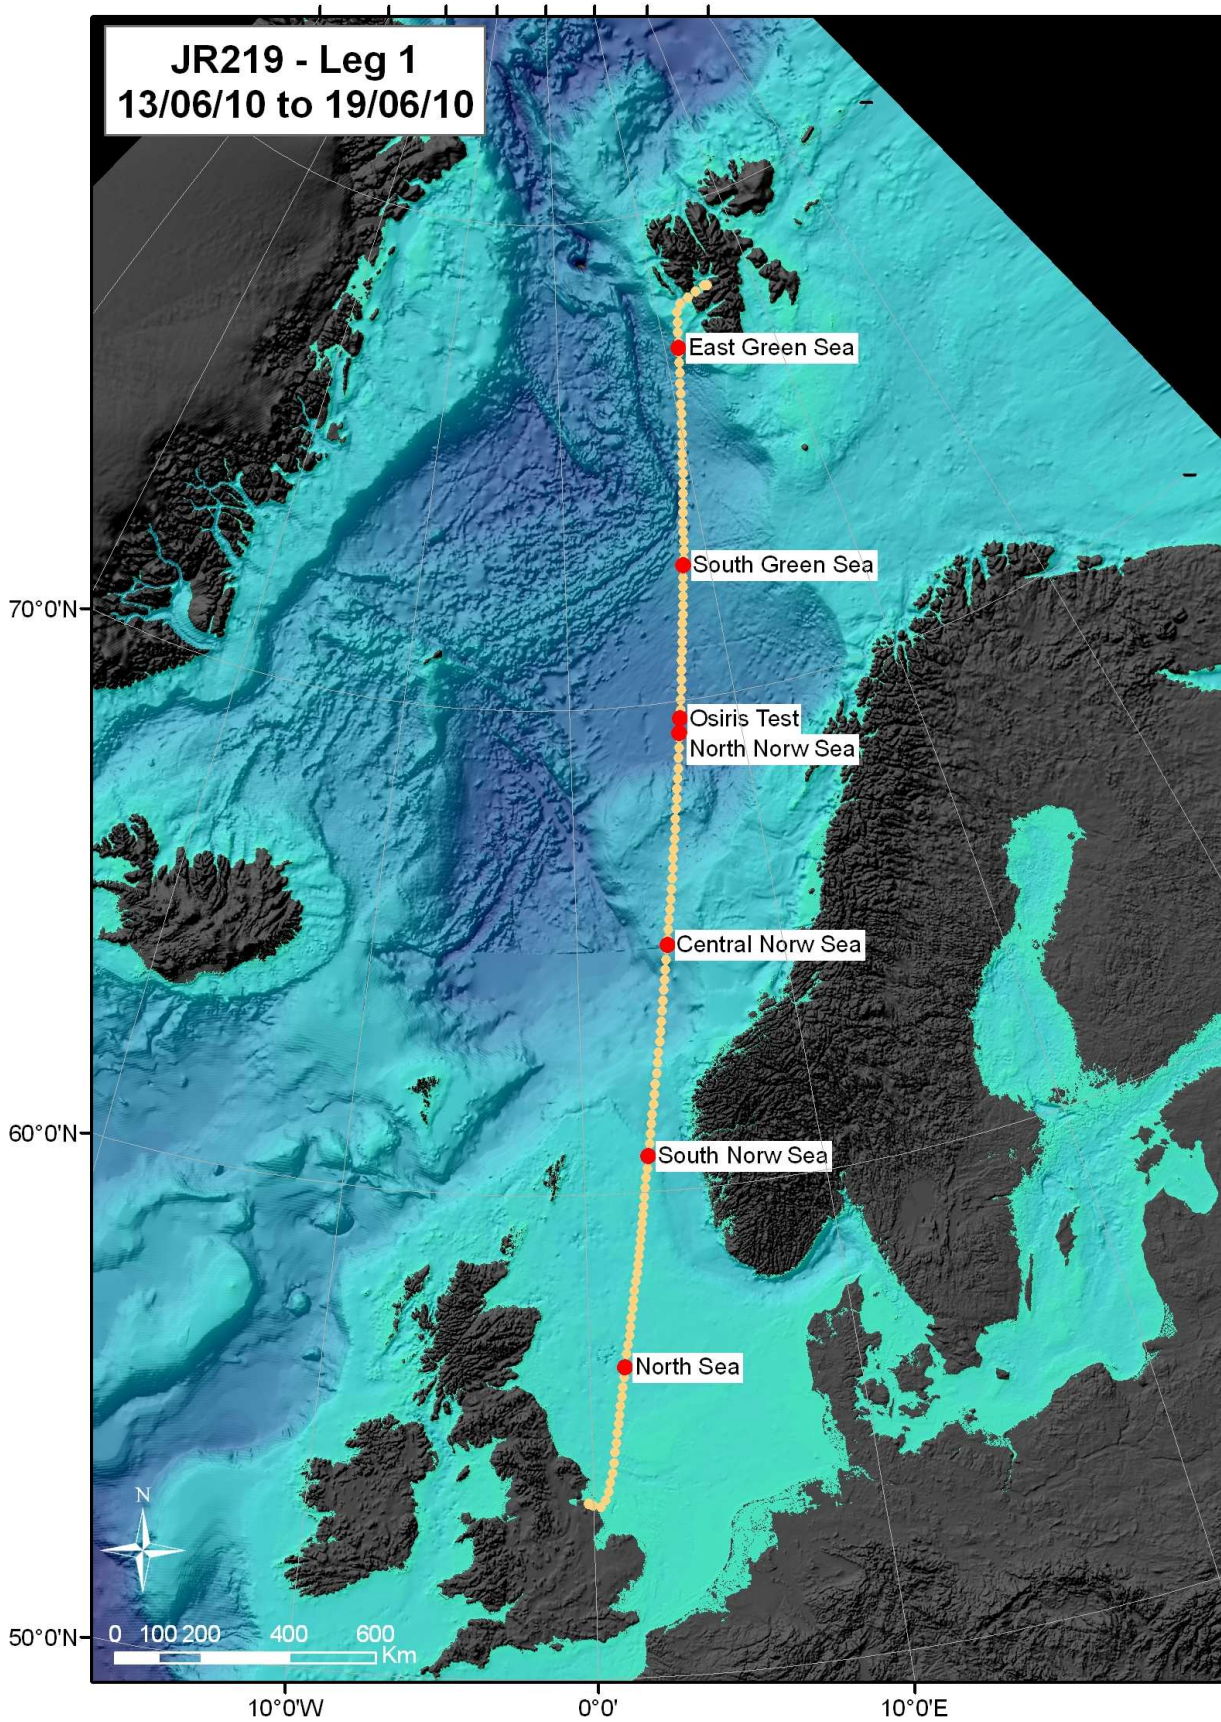 JR219 - Leg 1
13/06/10 to 19/06/10
East Green Sea
South Green Sea
70°0'N
Osiris Test
North Norw Sea
Central Norw Sea
60°0'N
South Norw Sea
North Sea
N
50°0'N
0 100 200 400 600
Km
10°0'W 0°0' 10°0'E